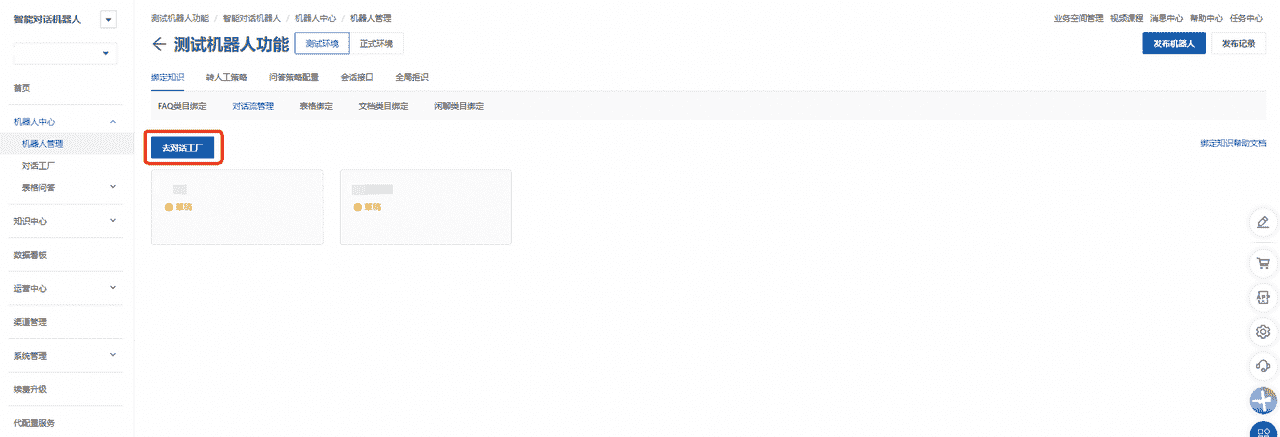 智能对话机器人
首页
机器人中心
机器人管理
对话工厂
表格问答
知识中心
数据看板
运营中心
渠道管理
系统管理
续费升级
代配置服务
测试机器人功能 / 智能对话机器人 / 机器人中心 / 机器人管理
业务空间管理 视频课程 消息中心 帮助中心 任务中心
测试机器人功能 测试环境 正式环境 发布机器人 发布记录
绑定知识 转人工策略 问答策略配置 会话接口 全局拒识
FAQ类目绑定 对话流管理 表格绑定 文档类目绑定 闲聊类目绑定
去对话工厂 绑定知识帮助文档
草稿 草稿